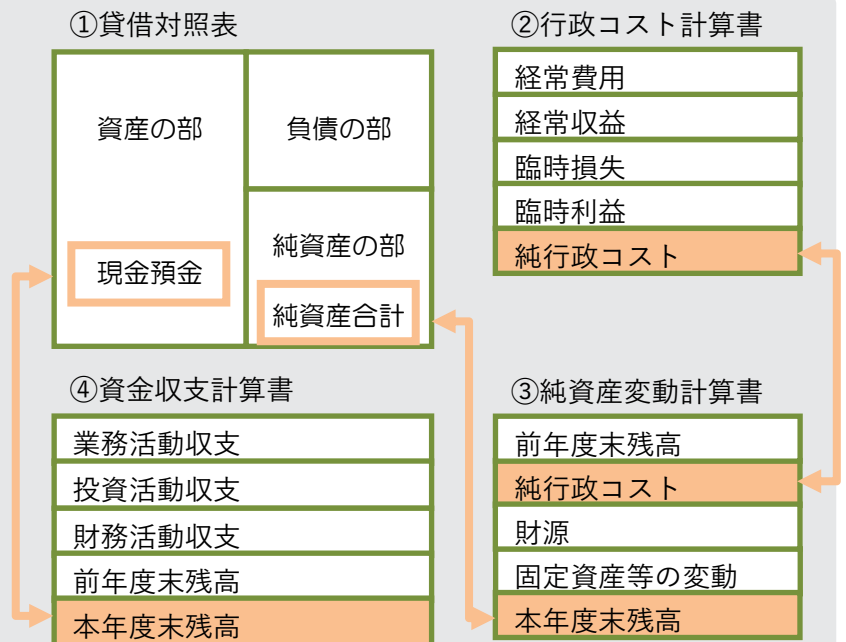 ①貸借対照表
資産の部
現金預金
負債の部
純資産の部
純資産合計
②行政コスト計算書
経常費用
経常収益
臨時損失
臨時利益
純行政コスト
④資金収支計算書
業務活動収支
投資活動収支
財務活動収支
前年度末残高
本年度末残高
③純資産変動計算書
前年度末残高
純行政コスト
財源
固定資産等の変動
本年度末残高